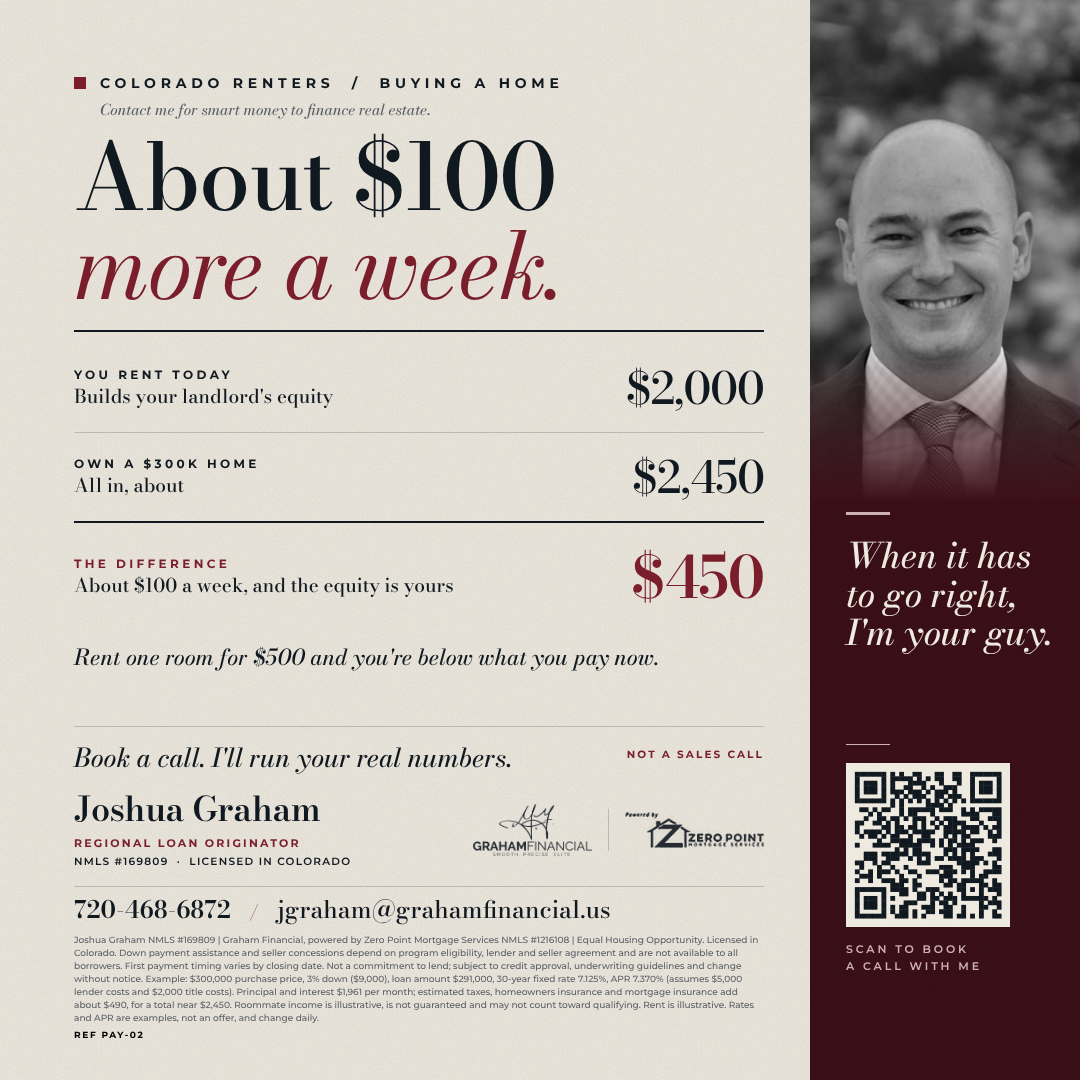 COLORADO RENTERS / BUYING A HOME
Contact me for smart money to finance real estate.
About $100
more a week.
YOU RENT TODAY
Builds your landlord's equity
$2,000
OWN A $300K HOME
All in, about
$2,450
THE DIFFERENCE
About $100 a week, and the equity is yours
$450
Rent one room for $500 and you're below what you pay now.
Book a call. I'll run your real numbers.
NOT A SALES CALL
Joshua Graham
REGIONAL LOAN ORIGINATOR
NMLS #169809 · LICENSED IN COLORADO
GRAHAMFINANCIAL
SMOOTH. PRECISE. ELITE.
Powered by
ZERO POINT
MORTGAGE SERVICES
720-468-6872 / jgraham@grahamfinancial.us
Joshua Graham NMLS #169809 | Graham Financial, powered by Zero Point Mortgage Services NMLS #1216108 | Equal Housing Opportunity. Licensed in
Colorado. Down payment assistance and seller concessions depend on program eligibility, lender and seller agreement and are not available to all
borrowers. First payment timing varies by closing date. Not a commitment to lend; subject to credit approval, underwriting guidelines and change
without notice. Example: $300,000 purchase price, 3% down ($9,000), loan amount $291,000, 30-year fixed rate 7.125%, APR 7.370% (assumes $5,000
lender costs and $2,000 title costs). Principal and interest $1,961 per month; estimated taxes, homeowners insurance and mortgage insurance add
about $490, for a total near $2,450. Roommate income is illustrative, is not guaranteed and may not count toward qualifying. Rent is illustrative. Rates
and APR are examples, not an offer, and change daily.
REF PAY-02
When it has
to go right,
I'm your guy.
SCAN TO BOOK
A CALL WITH ME